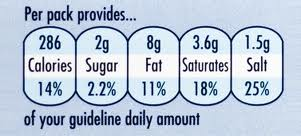 Per pack provides...
286 2g 8g 3.6g 1.5g
Calories Sugar Fat Saturates Salt
14% 2.2% 11% 18% 25%
of your guideline daily amount